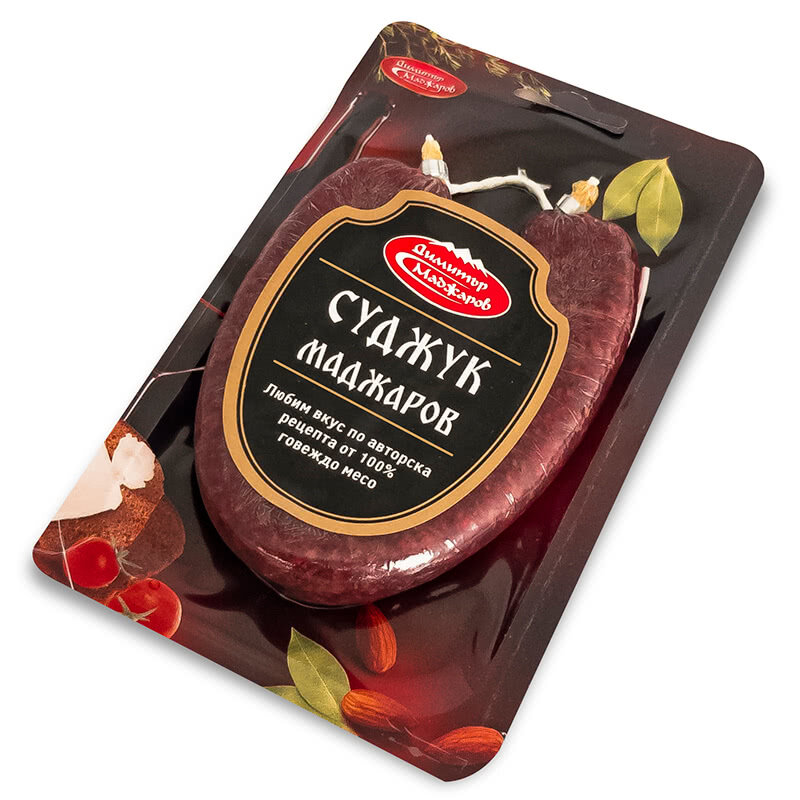 Димитър
Маджаров
Димитър
Маджаров
СУДЖУК
МАДЖАРОВ
Любим вкус по авторска
рецепта от 100%
говеждо месо